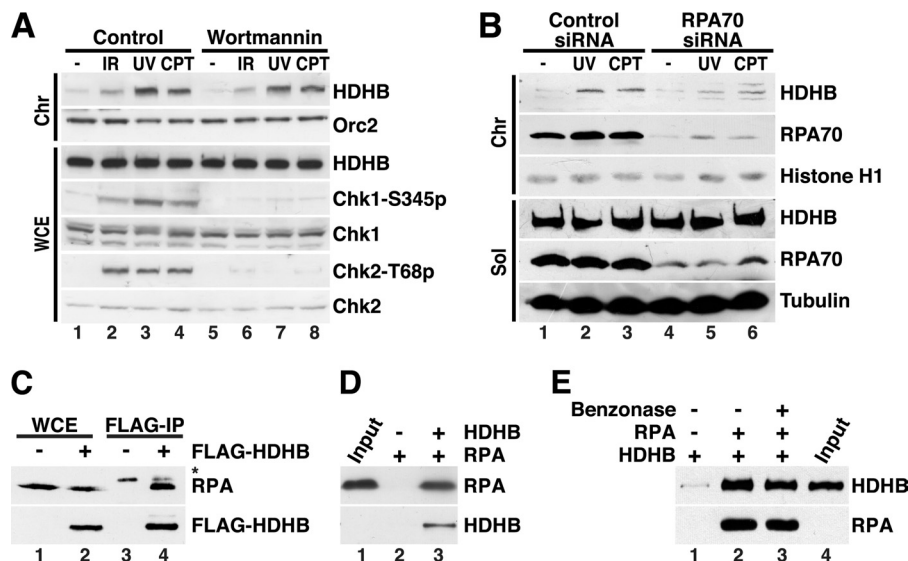 A
Control Wortmannin
- IR UV CPT - IR UV CPT
Chr
HDHB
Orc2
WCE
HDHB
Chk1-S345p
Chk1
Chk2-T68p
Chk2
1 2 3 4 5 6 7 8
B
Control siRNA RPA70 siRNA
- UV CPT - UV CPT
Chr
HDHB
RPA70
Histone H1
Sol
HDHB
RPA70
Tubulin
1 2 3 4 5 6
C
WCE FLAG-IP
- + - + FLAG-HDHB
*
RPA
FLAG-HDHB
1 2 3 4
D
Input - + HDHB
+ + RPA
RPA
HDHB
1 2 3
E
Benzonase - - +
RPA - + +
HDHB + + + Input
HDHB
RPA
1 2 3 4